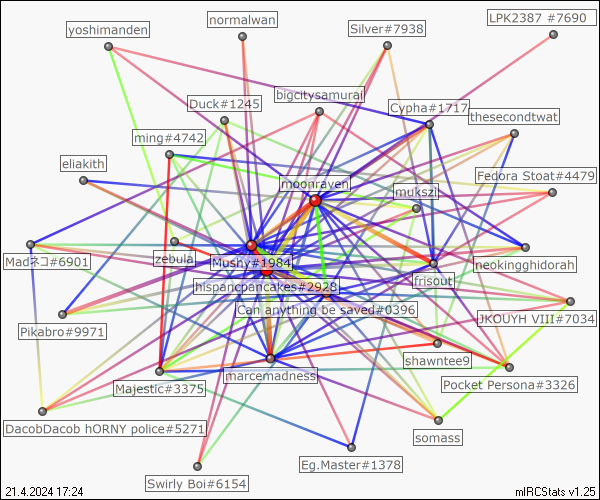 LPK2387 #7690
normalwan
yoshimanden
Silver#7938
bigcitysamurai
Duck#1245
Cypha#1717
thesecondtwat
ming#4742
eliakith
Fedora Stoat#4479
moonraven
mukszi
zebula
Mushy#1984
Madネコ#6901
neokingghidorah
frisout
hispancpancakes#2928
Can anything be saved#0396
JKOUYH VIII#7034
Pikabro#9971
shawntee9
marcemadness
Majestic#3375
Pocket Persona#3326
DacobDacob hORNY police#5271
somass
Eg.Master#1378
Swirly Boi#6154
21.4.2024 17:24
mIRCStats v1.25